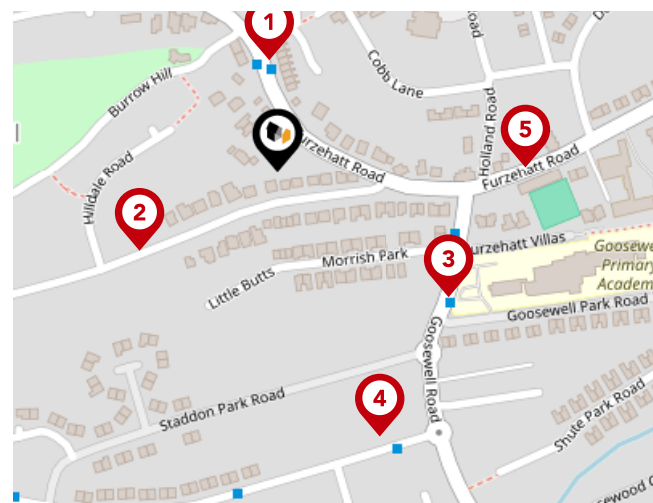 1
Cobb Lane
Burrow Hill
Holland Road
5
Furzehatt Road
Furzehatt Road
Hilldale Road
2
Furzehatt Villas
Goosewell
Primary
Academy
Morrish Park
3
Little Butts
Goosewell Park Road
Goosewell Road
Staddon Park Road
4
Shute Park Road